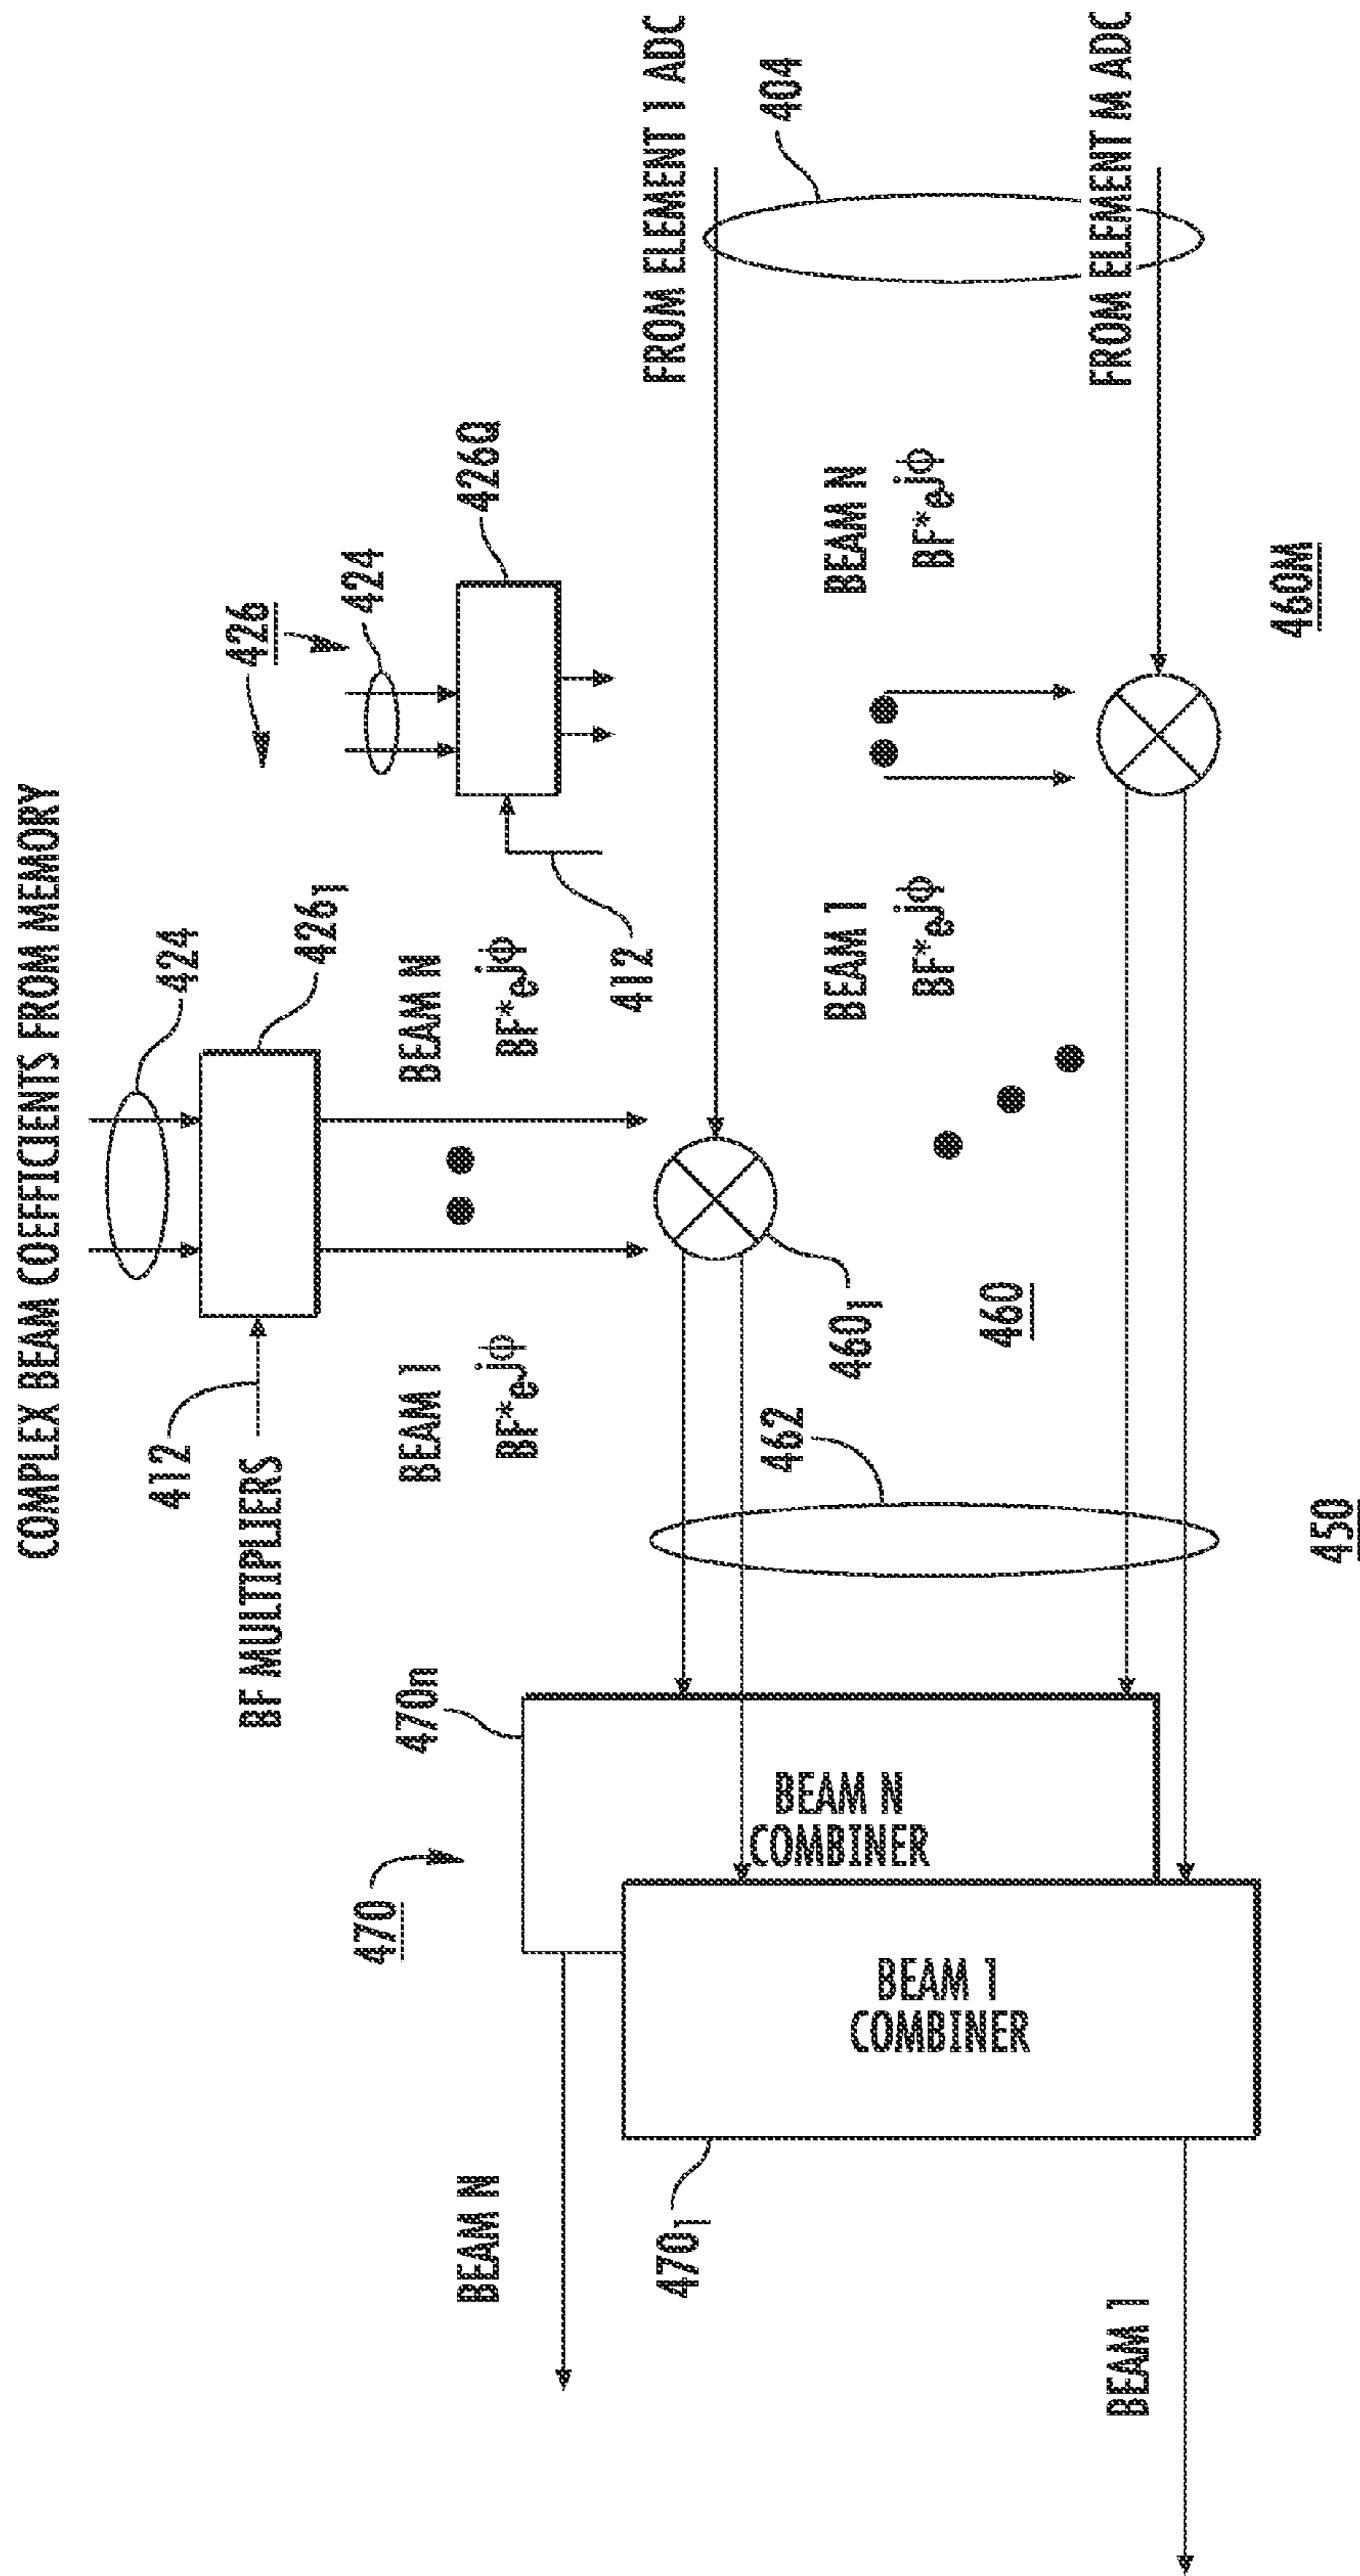 COMPLEX BEAM COEFFICIENTS FROM MEMORY
424
426
424
412
4261
426Q
BF MULTIPLIERS
BEAM 1
BF*ejϕ
BEAM N
BF*ejϕ
412
FROM ELEMENT 1 ADC
404
470
470n
462
4601
460
BEAM 1
BF*ejϕ
BEAM N
BF*ejϕ
FROM ELEMENT M ADC
BEAM N
COMBINER
BEAM 1
COMBINER
BEAM N
4701
BEAM 1
450
460M